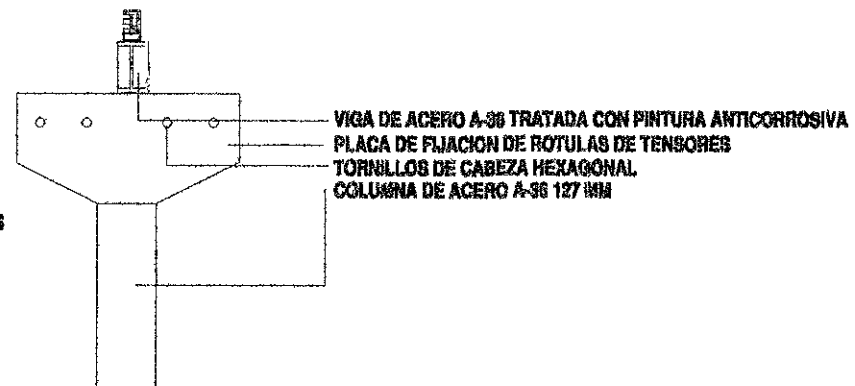 VIGA DE ACERO A-36 TRATADA CON PINTURA ANTICORROSIVA
PLACA DE FIJACION DE ROTULAS DE TENSORES
TORNILLOS DE CABEZA HEXAGONAL
COLUMNA DE ACERO A-36 127 MM